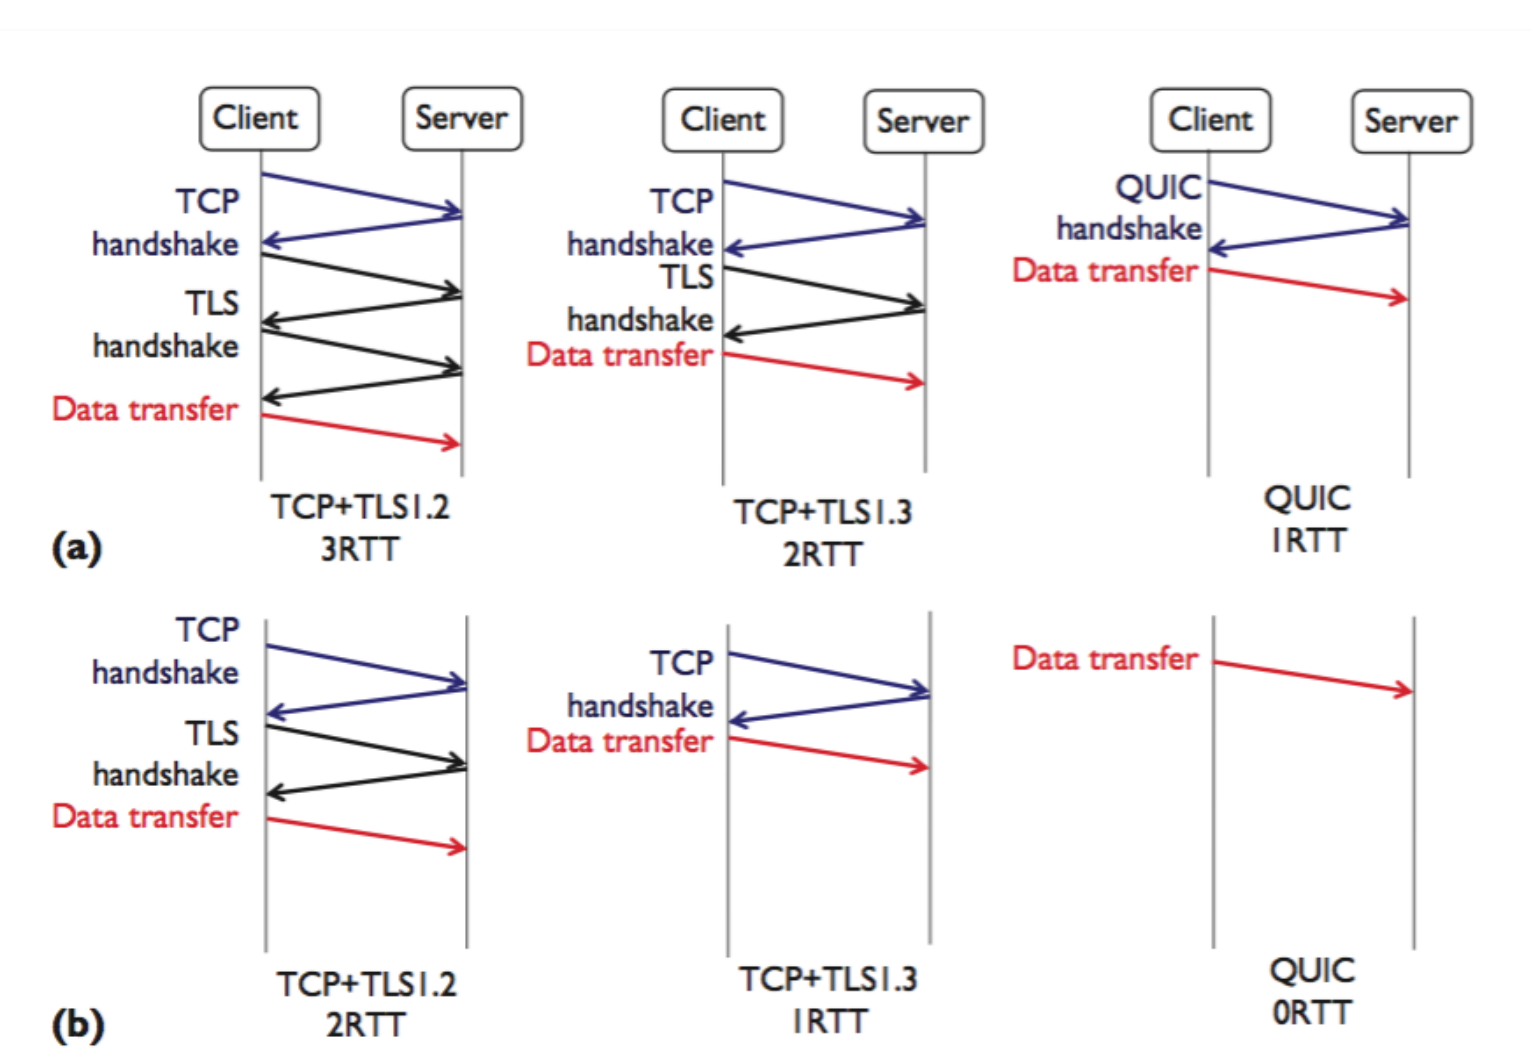 Client
Server
TCP
handshake
TLS
handshake
Data transfer
TCP+TLS1.2
3RTT
Client
Server
TCP
handshake
TLS
handshake
Data transfer
TCP+TLS1.3
2RTT
Client
Server
QUIC
handshake
Data transfer
QUIC
1RTT
(a)
TCP
handshake
TLS
handshake
Data transfer
TCP+TLS1.2
2RTT
TCP
handshake
Data transfer
TCP+TLS1.3
1RTT
Data transfer
QUIC
0RTT
(b)